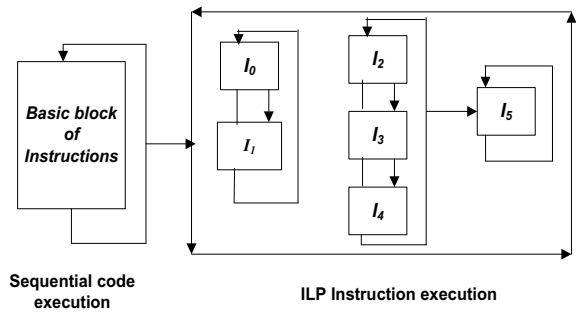 Basic block
of
Instructions
I0
I1
I2
I3
I4
I5
Sequential code
execution
ILP Instruction execution